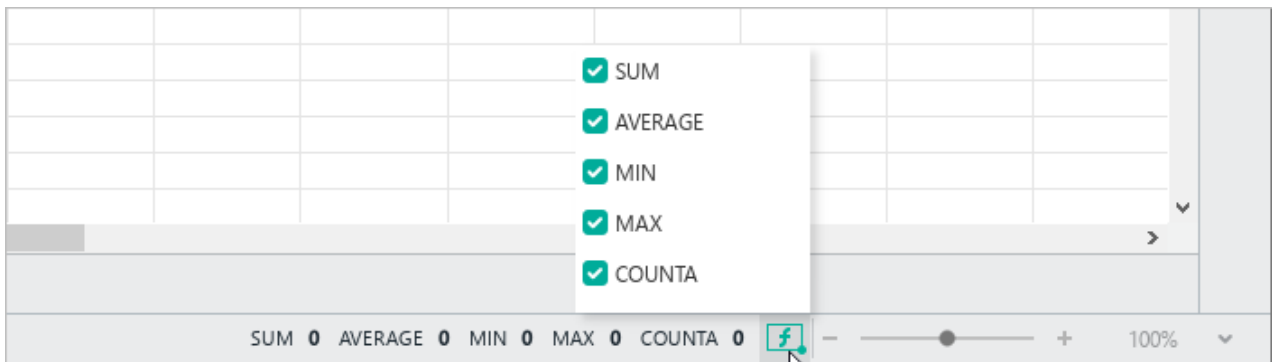 SUM
AVERAGE
MIN
MAX
COUNTA
SUM 0 AVERAGE 0 MIN 0 MAX 0 COUNTA 0 100%